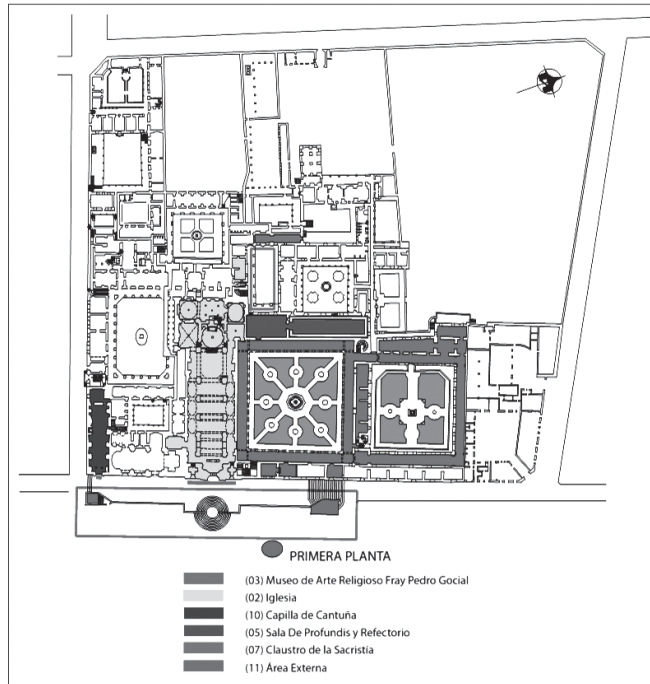 PRIMERA PLANTA
(03) Museo de Arte Religioso Fray Pedro Gocial
(02) Iglesia
(10) Capilla de Cantuña
(05) Sala De Profundis y Refectorio
(07) Claustro de la Sacristía
(11) Área Externa